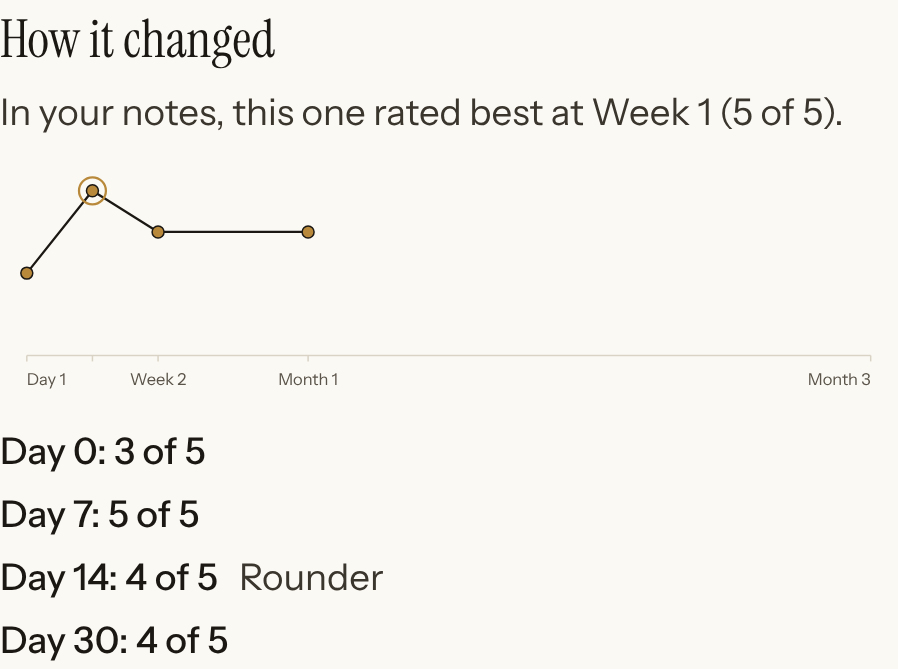 How it changed
In your notes, this one rated best at Week 1 (5 of 5).
Day 1 Week 2 Month 1 Month 3
Day 0: 3 of 5
Day 7: 5 of 5
Day 14: 4 of 5 Rounder
Day 30: 4 of 5